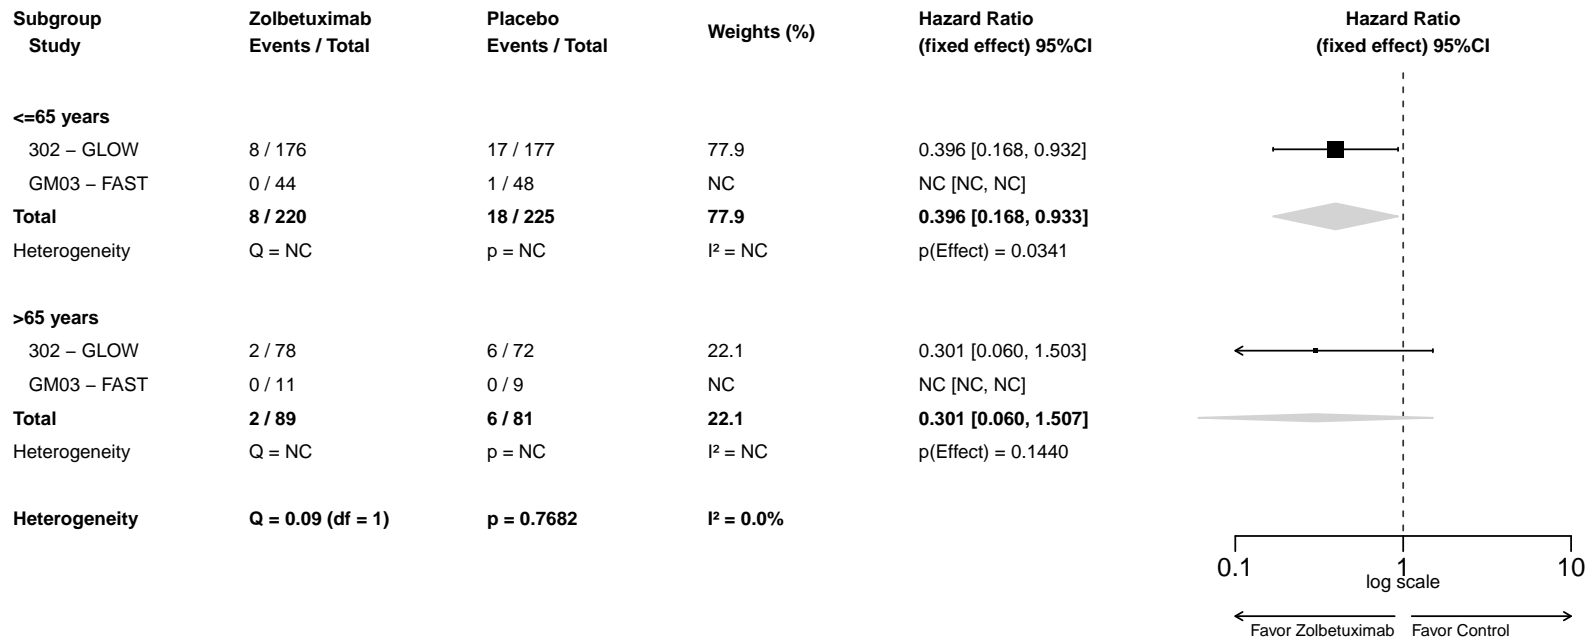 Subgroup Zolbetuximab Placebo Weights (%) Hazard Ratio Hazard Ratio
Study Events / Total Events / Total (fixed effect) 95%CI (fixed effect) 95%CI
<=65 years
302 – GLOW 8 / 176 17 / 177 77.9 0.396 [0.168, 0.932]
GM03 – FAST 0 / 44 1 / 48 NC NC [NC, NC]
Total 8 / 220 18 / 225 77.9 0.396 [0.168, 0.933]
Heterogeneity Q = NC p = NC I² = NC p(Effect) = 0.0341
>65 years
302 – GLOW 2 / 78 6 / 72 22.1 0.301 [0.060, 1.503]
GM03 – FAST 0 / 11 0 / 9 NC NC [NC, NC]
Total 2 / 89 6 / 81 22.1 0.301 [0.060, 1.507]
Heterogeneity Q = NC p = NC I² = NC p(Effect) = 0.1440
Heterogeneity Q = 0.09 (df = 1) p = 0.7682 I² = 0.0%
0.1 1 10
log scale
Favor Zolbetuximab Favor Control